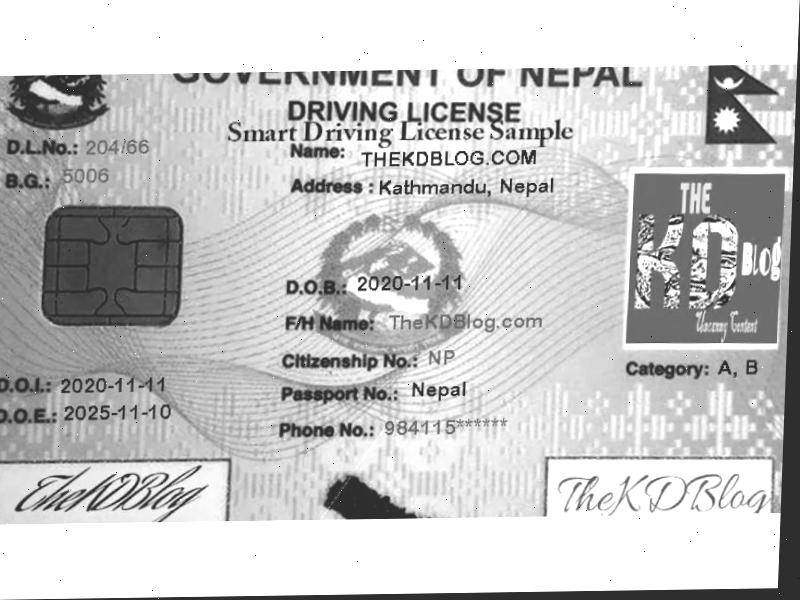 GOVERNMENT OF NEPAL
DRIVING LICENSE
Smart Driving License Sample
D.L.No.: 204/66
B.G.: 5006
Name: THEKDBLOG.COM
Address : Kathmandu, Nepal
THE
KD Blog
Uncanny Content
D.O.B.: 2020-11-11
F/H Name: TheKDBlog.com
Citizenship No.: NP
Category: A, B
D.O.I.: 2020-11-11
Passport No.: Nepal
D.O.E.: 2025-11-10
Phone No.: 984115******
TheKDBlog
TheKDBlog